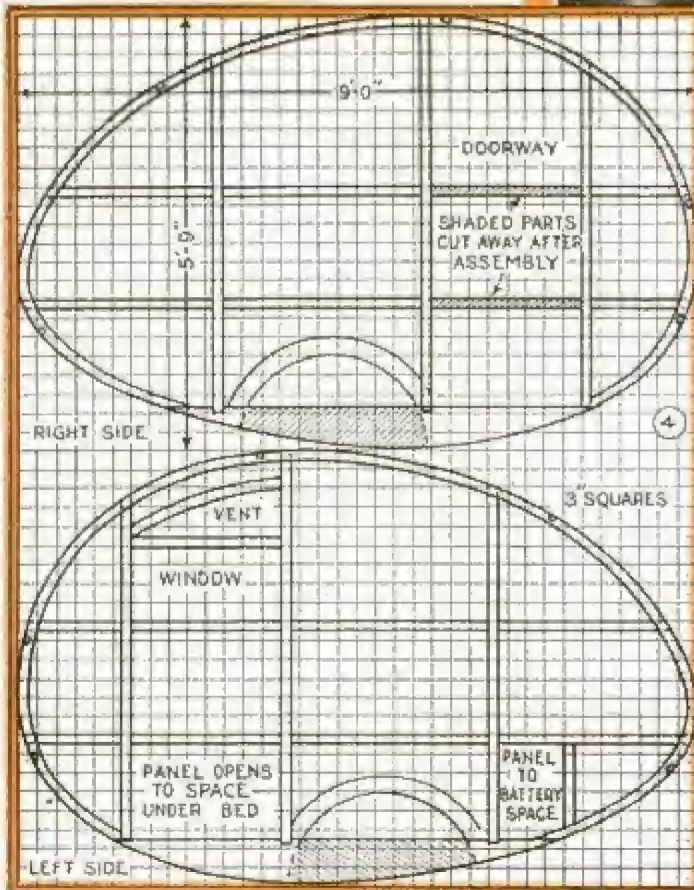 9'-0"
DOORWAY
5'-9"
SHADED PARTS
CUT AWAY AFTER
ASSEMBLY
RIGHT SIDE
4
3" SQUARES
VENT
WINDOW
PANEL OPENS
TO SPACE
UNDER BED
PANEL
TO
BATTERY
SPACE
LEFT SIDE